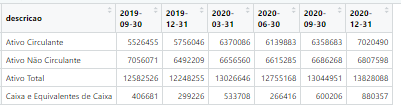 descricao 2019-09-30 2019-12-31 2020-03-31 2020-06-30 2020-09-30 2020-12-31
Ativo Circulante 5526455 5756046 6370086 6139883 6358683 7020490
Ativo Não Circulante 7056071 6492209 6656560 6615285 6686268 6807598
Ativo Total 12582526 12248255 13026646 12755168 13044951 13828088
Caixa e Equivalentes de Caixa 406681 299226 533708 266416 600206 880357